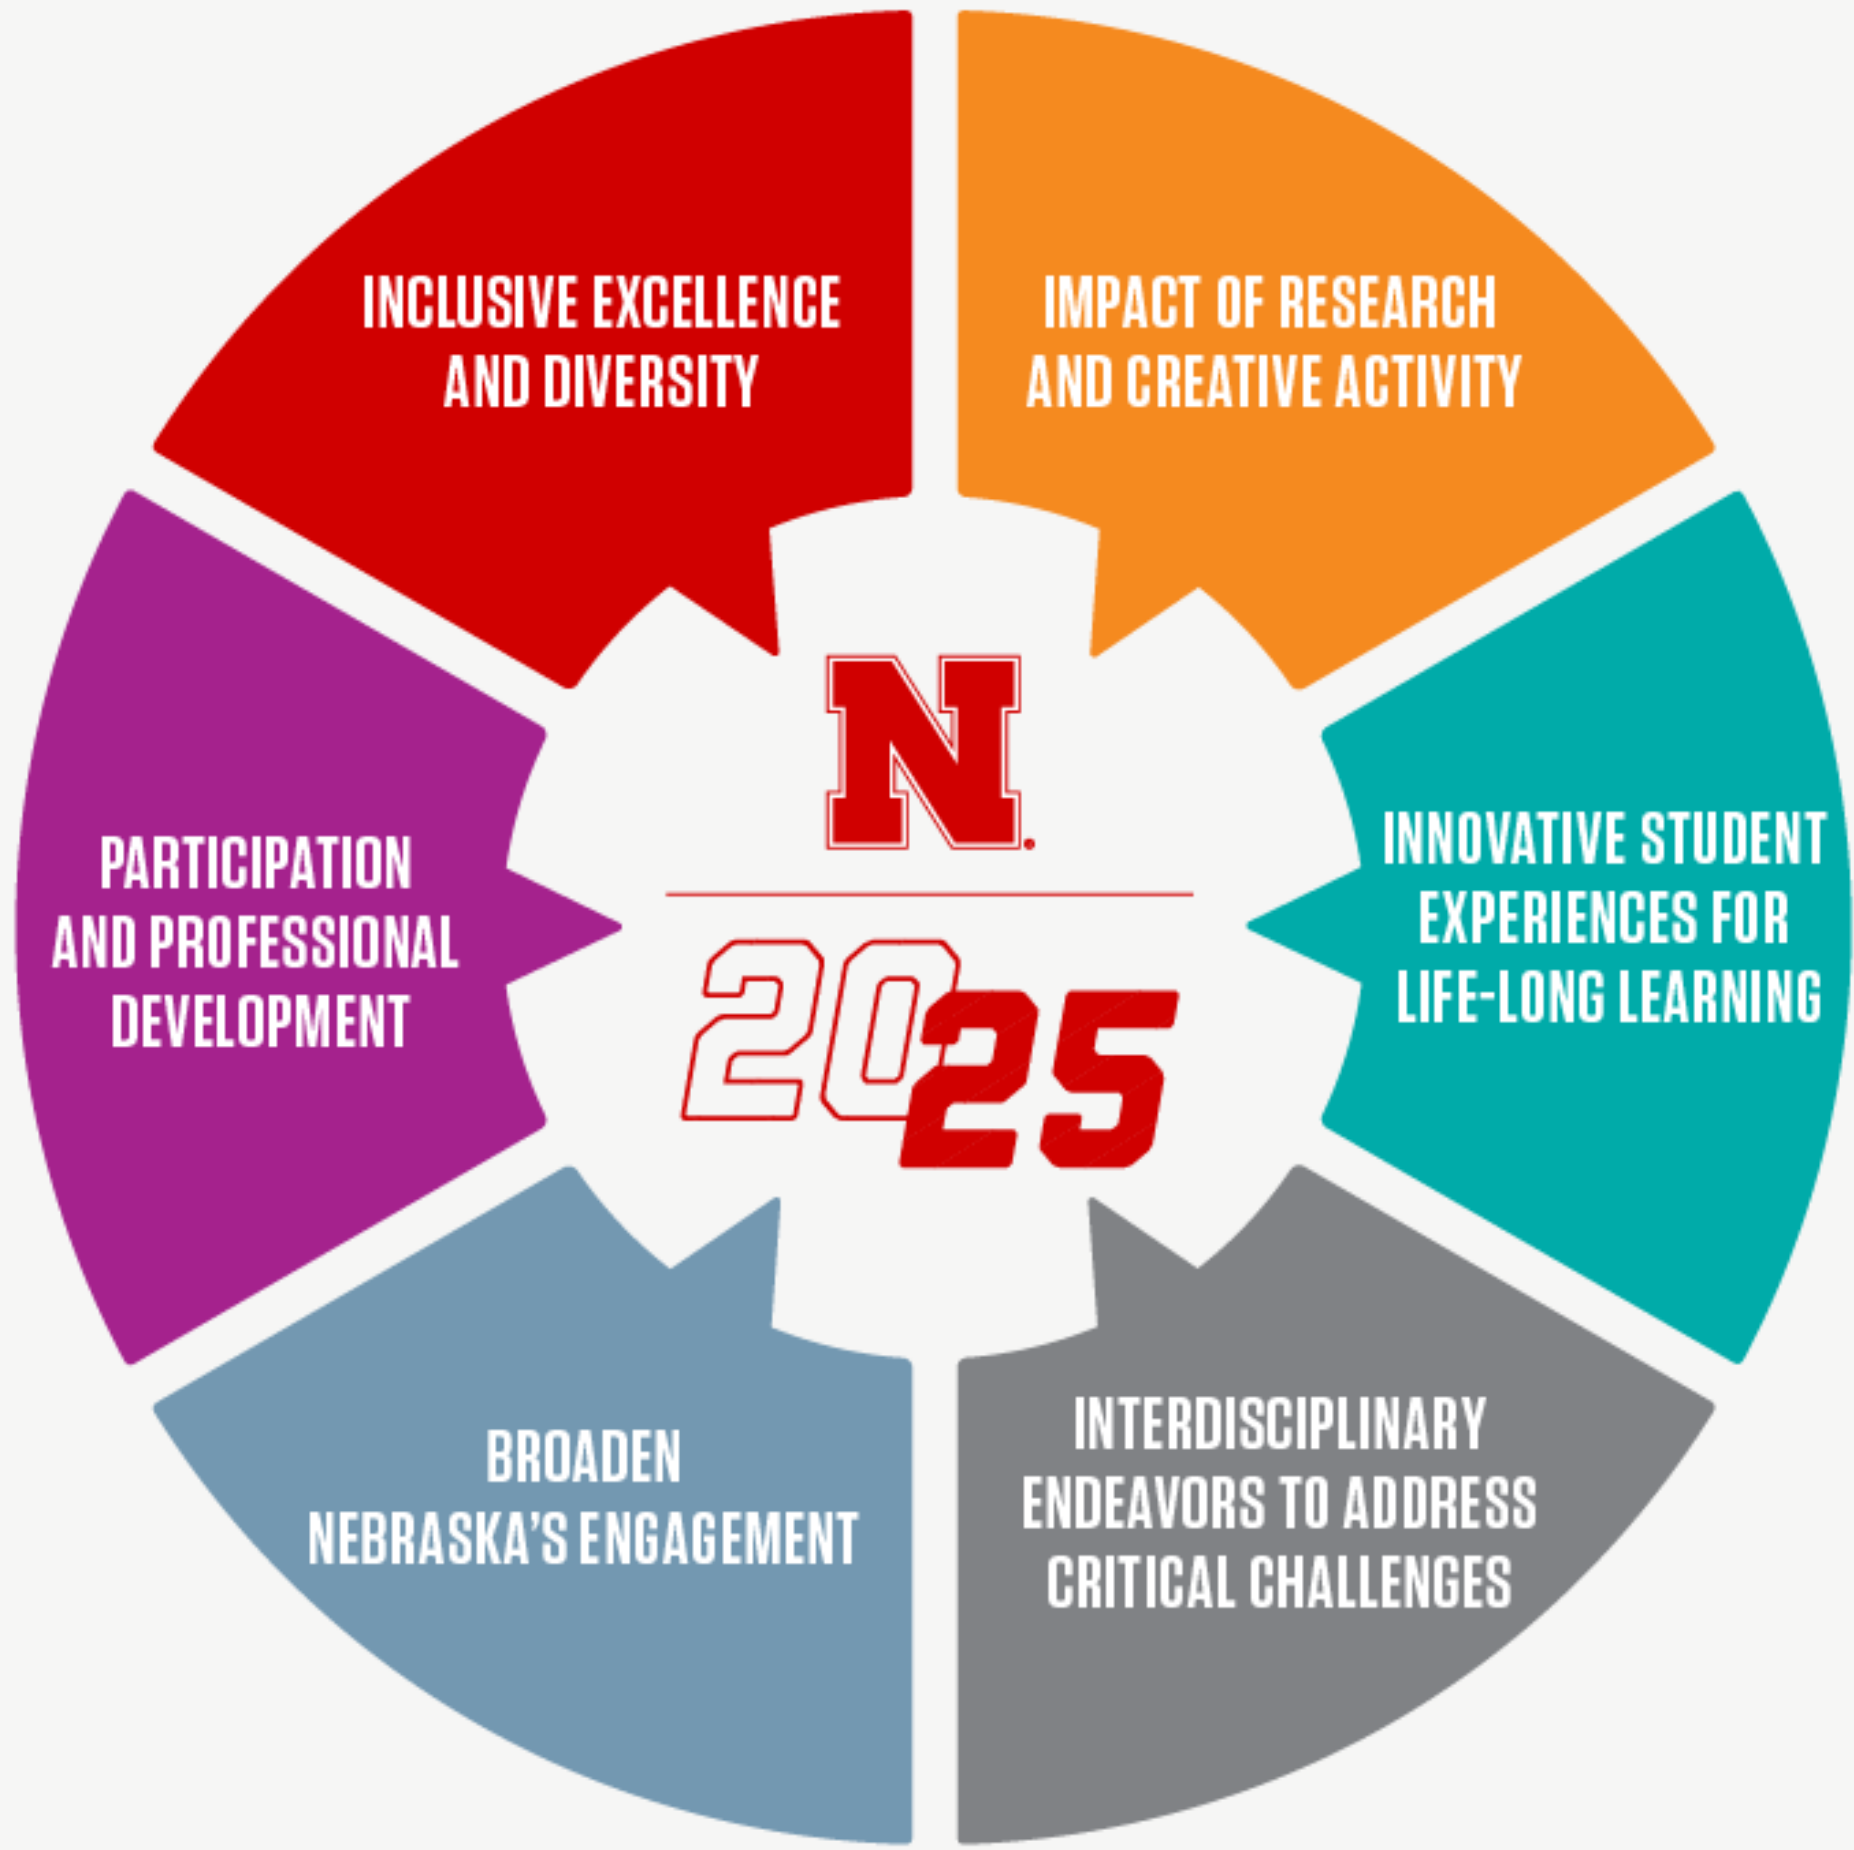 INCLUSIVE EXCELLENCE
AND DIVERSITY
IMPACT OF RESEARCH
AND CREATIVE ACTIVITY
INNOVATIVE STUDENT
EXPERIENCES FOR
LIFE-LONG LEARNING
INTERDISCIPLINARY
ENDEAVORS TO ADDRESS
CRITICAL CHALLENGES
BROADEN
NEBRASKA'S ENGAGEMENT
PARTICIPATION
AND PROFESSIONAL
DEVELOPMENT
N.
2025